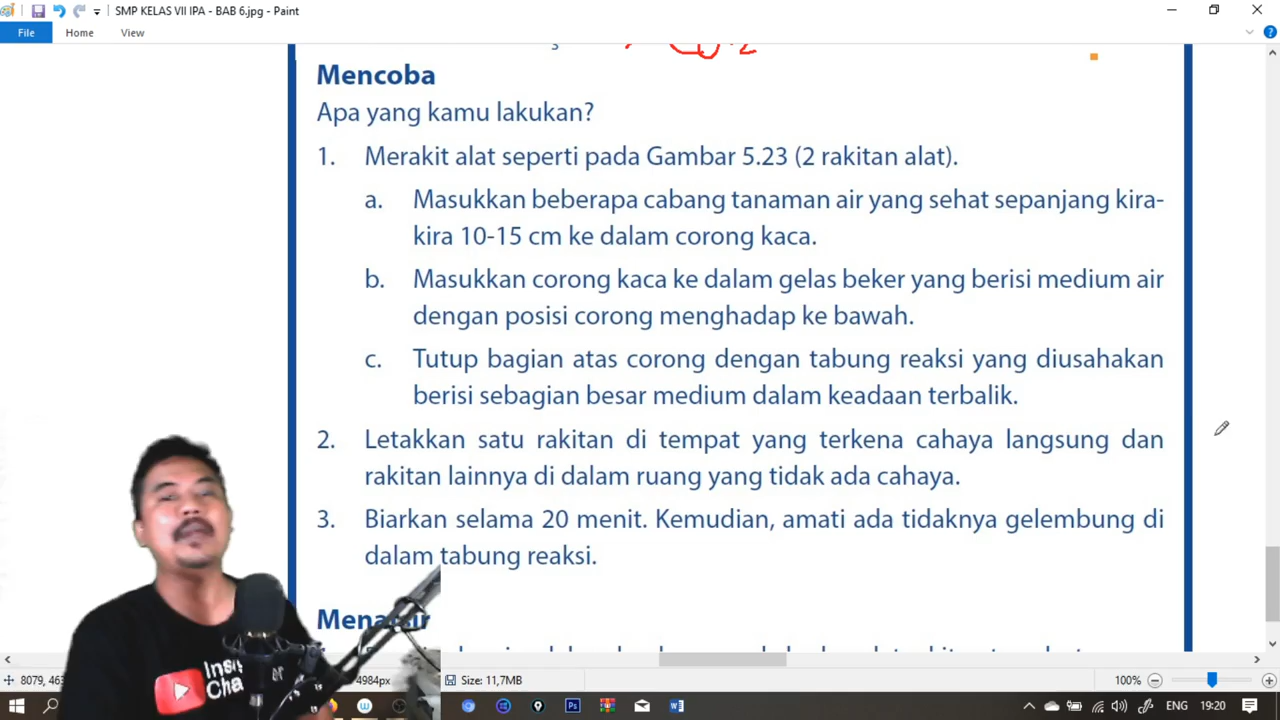 SMP KELAS VII IPA - BAB 6.jpg - Paint
File Home View
3
Mencoba
Apa yang kamu lakukan?
1. Merakit alat seperti pada Gambar 5.23 (2 rakitan alat).
a. Masukkan beberapa cabang tanaman air yang sehat sepanjang kira-
kira 10-15 cm ke dalam corong kaca.
b. Masukkan corong kaca ke dalam gelas beker yang berisi medium air
dengan posisi corong menghadap ke bawah.
c. Tutup bagian atas corong dengan tabung reaksi yang diusahakan
berisi sebagian besar medium dalam keadaan terbalik.
2. Letakkan satu rakitan di tempat yang terkena cahaya langsung dan
rakitan lainnya di dalam ruang yang tidak ada cahaya.
3. Biarkan selama 20 menit. Kemudian, amati ada tidaknya gelembung di
dalam tabung reaksi.
8079, 4984px Size: 11,7MB 100%
ENG 19:20